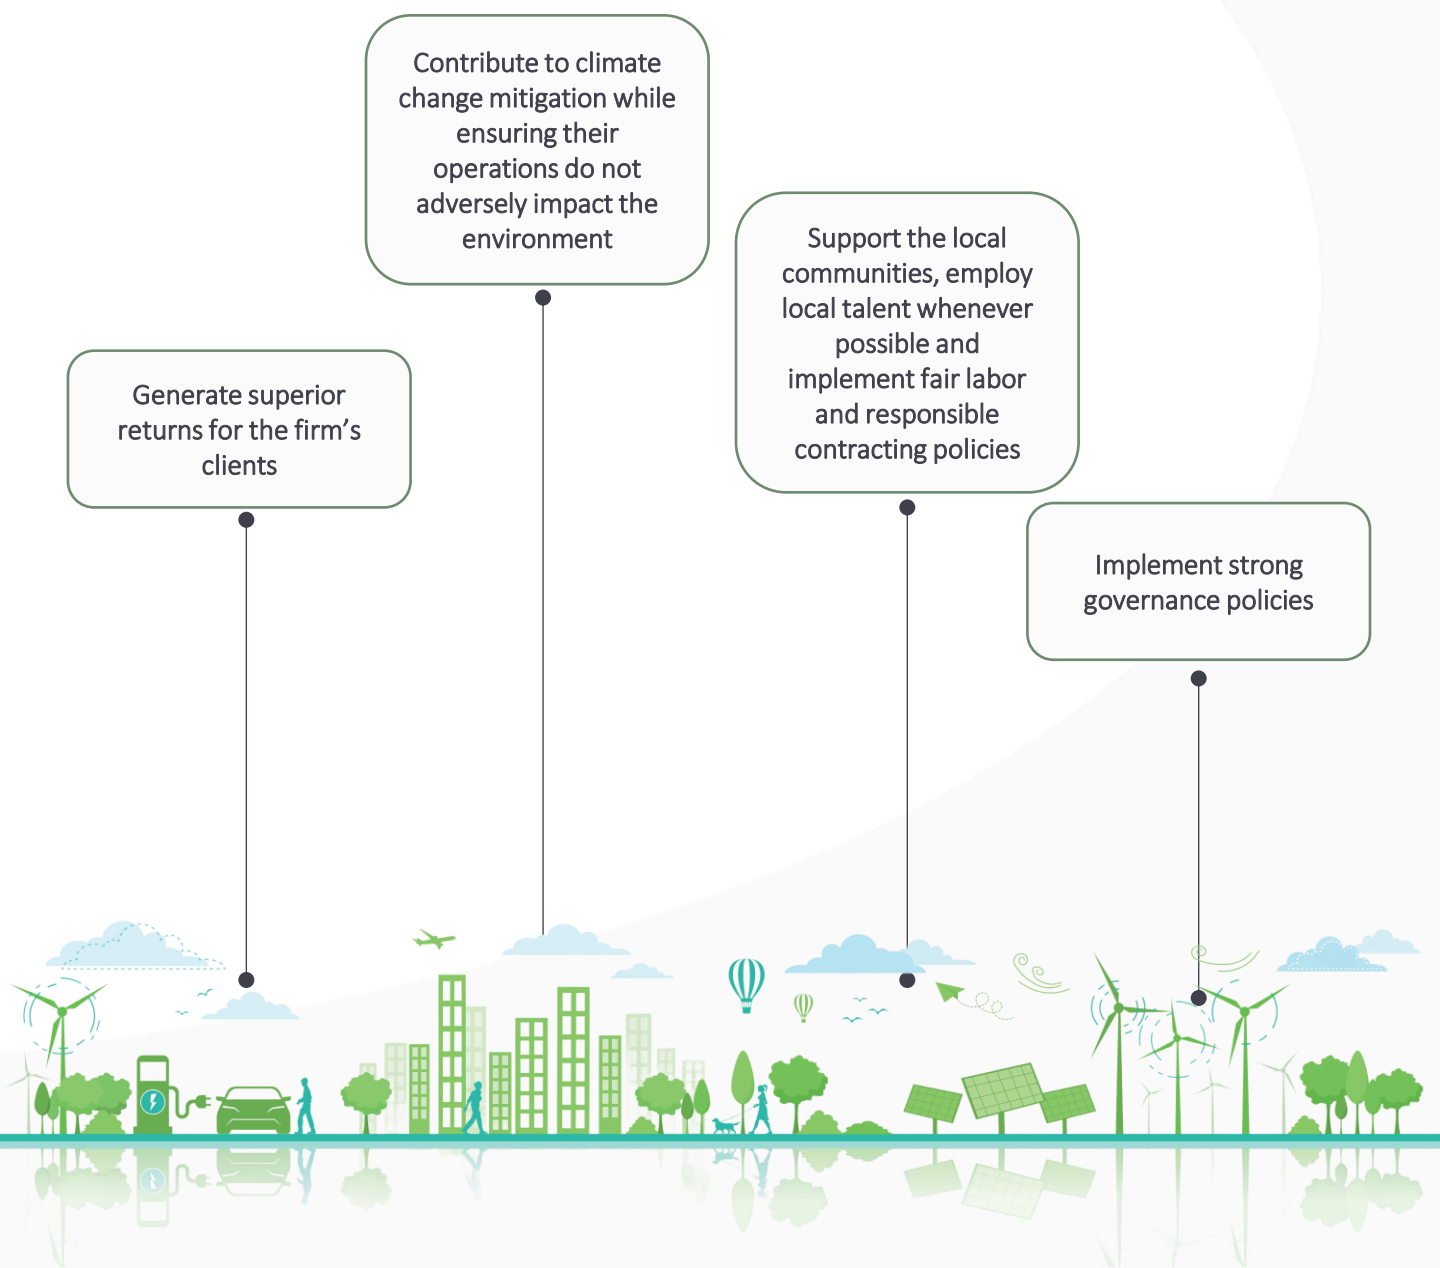 Contribute to climate
change mitigation while
ensuring their
operations do not
adversely impact the
environment
Support the local
communities, employ
local talent whenever
possible and
implement fair labor
and responsible
contracting policies
Generate superior
returns for the firm’s
clients
Implement strong
governance policies